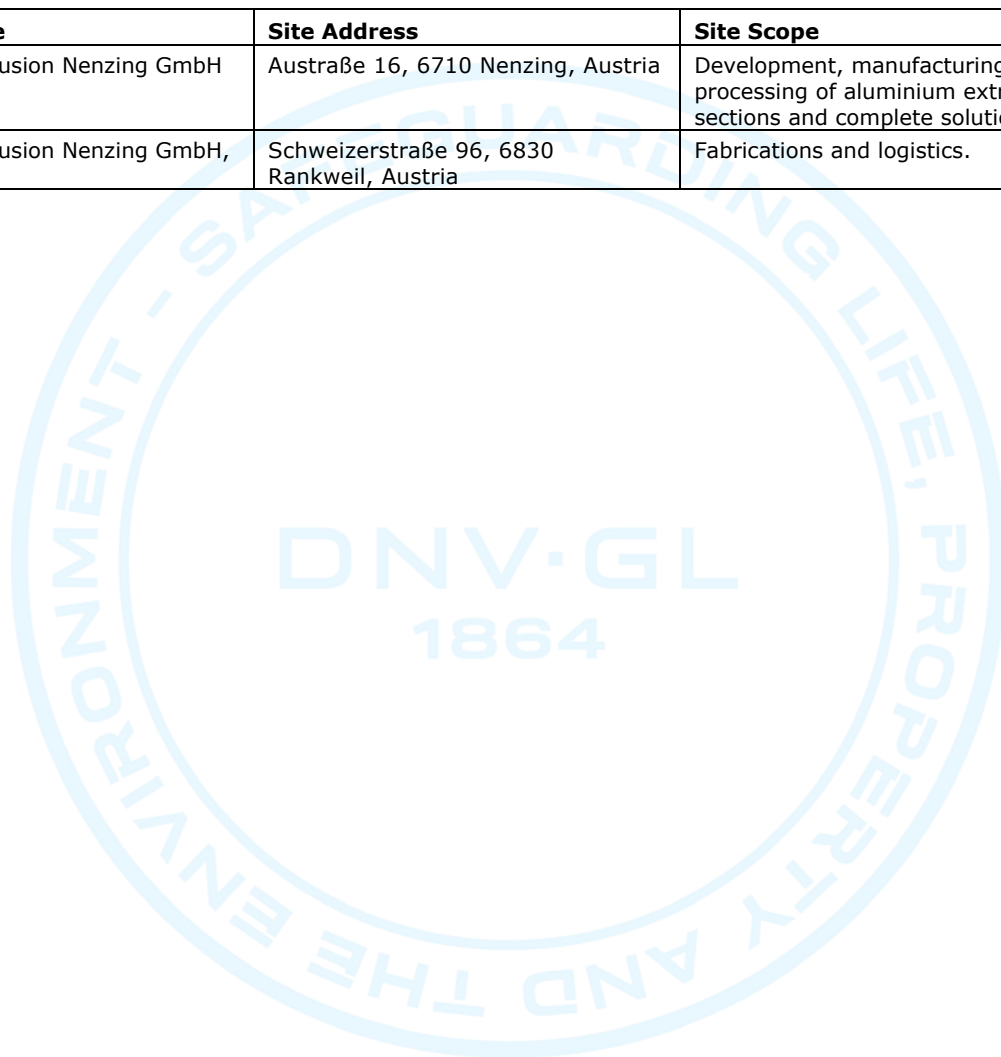 Site Address Site Scope
usion Nenzing GmbH Austraße 16, 6710 Nenzing, Austria Development, manufacturing
processing of aluminium extr
sections and complete soluti
usion Nenzing GmbH, Schweizerstraße 96, 6830 Fabrications and logistics.
Rankweil, Austria
SAFEGUARDING LIFE, PROPERTY AND THE ENVIRONMENT -
DNV·GL
1864